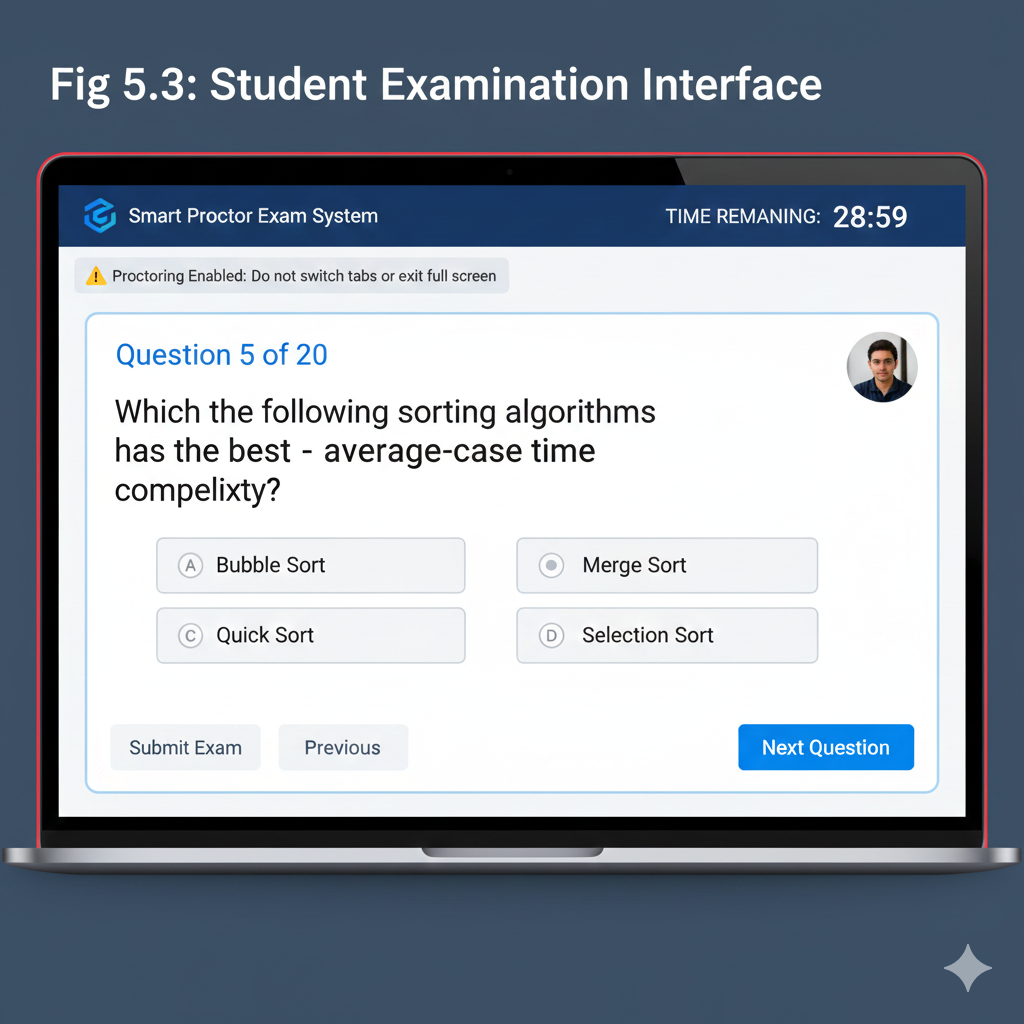 Fig 5.3: Student Examination Interface
Smart Proctor Exam System
TIME REMANING: 28:59
Proctoring Enabled: Do not switch tabs or exit full screen
Question 5 of 20
Which the following sorting algorithms
has the best - average-case time
compelixty?
A Bubble Sort
Merge Sort
C Quick Sort
D Selection Sort
Submit Exam
Previous
Next Question